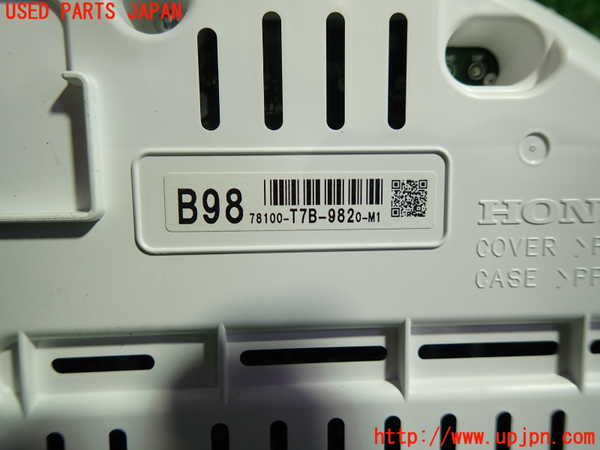 USED PARTS JAPAN
B98
78100-T7B-9820-M1
HON
COVER >P
CASE >PP
http://www.upjpn.com